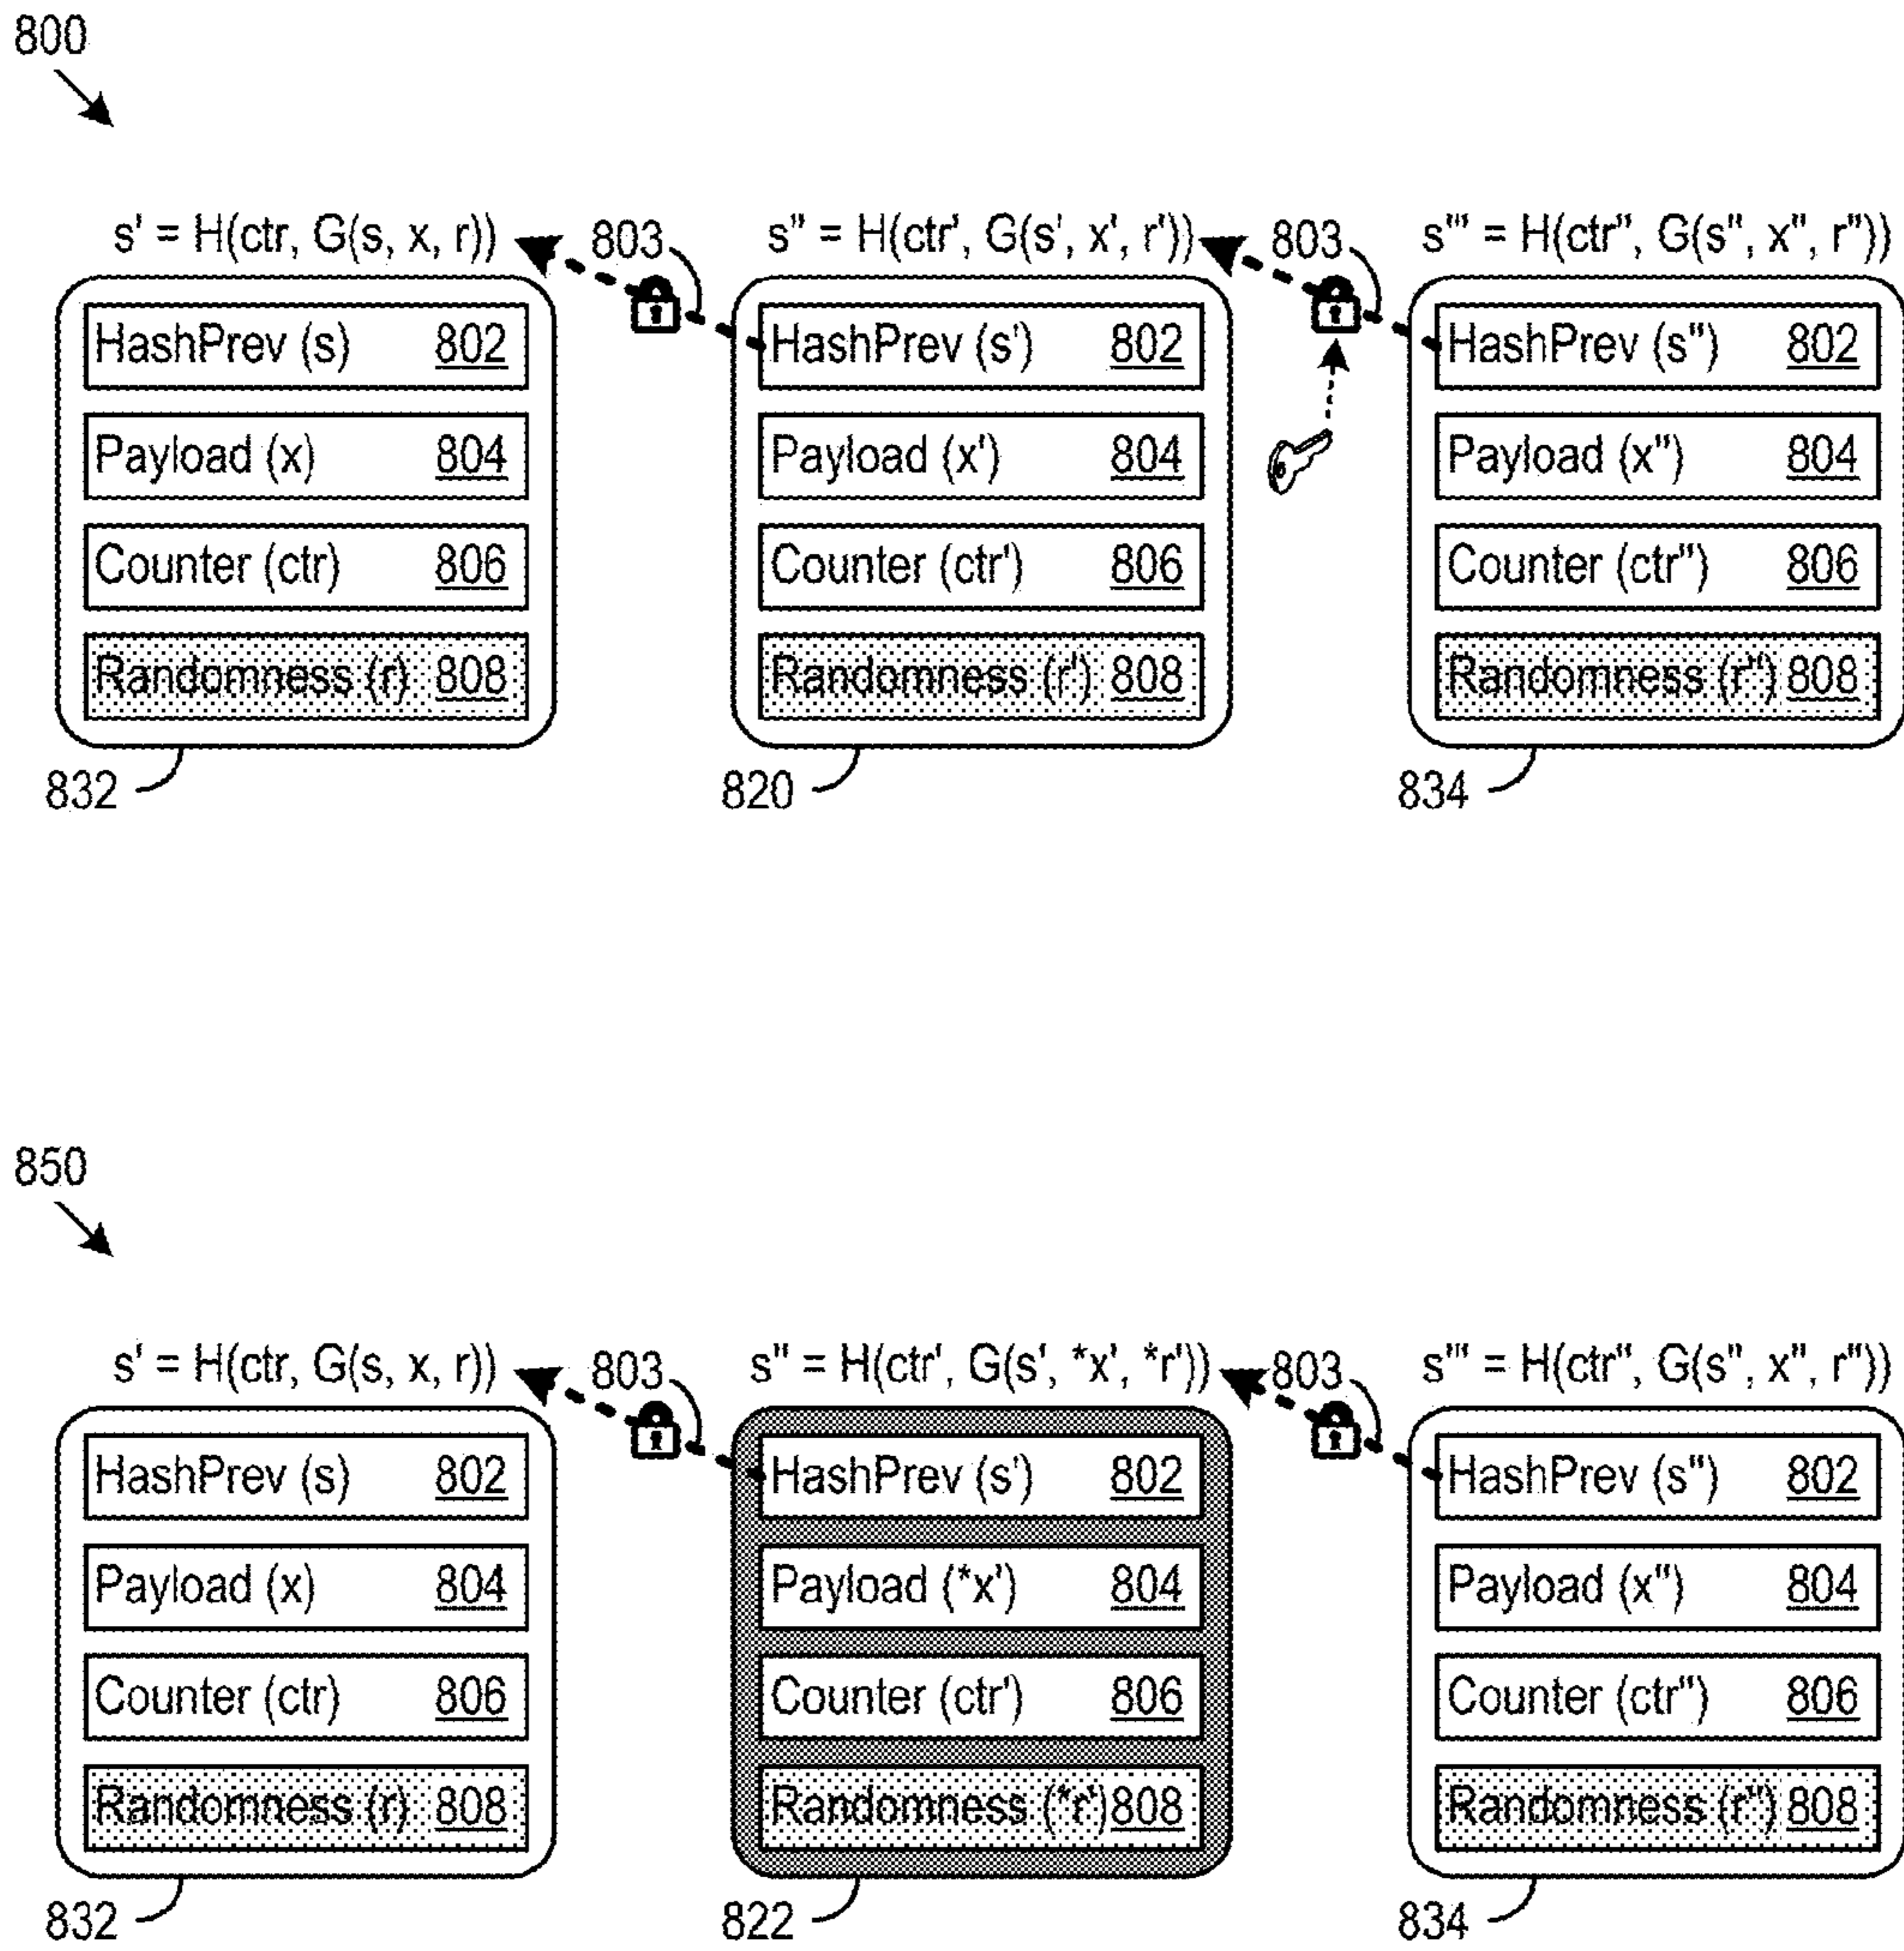 800
s' = H(ctr, G(s, x, r)) 803 s" = H(ctr', G(s', x', r')) 803 s"' = H(ctr", G(s", x", r"))
HashPrev (s) 802 HashPrev (s') 802 HashPrev (s") 802
Payload (x) 804 Payload (x') 804 Payload (x") 804
Counter (ctr) 806 Counter (ctr') 806 Counter (ctr") 806
Randomness (r) 808 Randomness (r') 808 Randomness (r") 808
832 820 834
850
s' = H(ctr, G(s, x, r)) 803 s" = H(ctr', G(s', *x', *r')) 803 s"' = H(ctr", G(s", x", r"))
HashPrev (s) 802 HashPrev (s') 802 HashPrev (s") 802
Payload (x) 804 Payload (*x') 804 Payload (x") 804
Counter (ctr) 806 Counter (ctr') 806 Counter (ctr") 806
Randomness (r) 808 Randomness (*r') 808 Randomness (r") 808
832 822 834